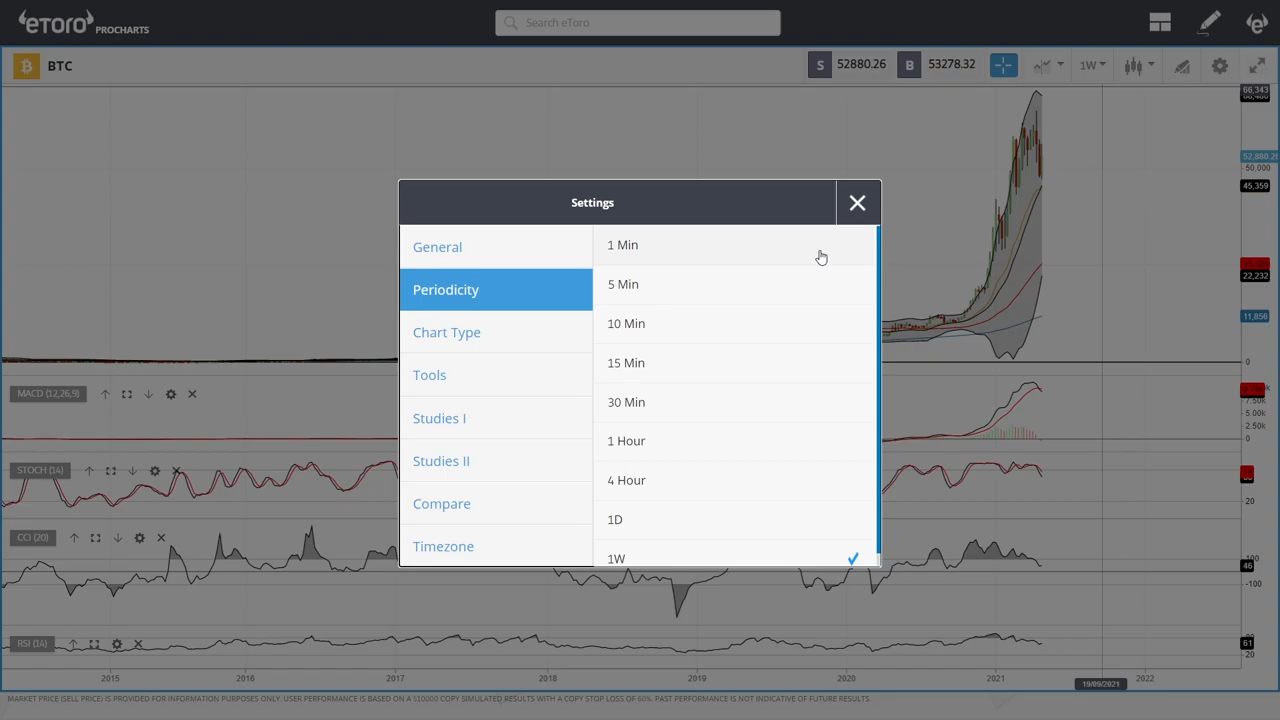 eToro PROCHARTS
Search eToro
BTC
S 52880.26 B 53278.32
1W
66,343
52,880.26
50,000
45,359
22,232
11,856
0
Settings
General
Periodicity
Chart Type
Tools
Studies I
Studies II
Compare
Timezone
1 Min
5 Min
10 Min
15 Min
30 Min
1 Hour
4 Hour
1D
1W
MACD (12,26,9)
7.50k
5.00k
2.50k
0
STOCH (14)
20
CCI (20)
100
46
-100
RSI (14)
61
20
2015 2016 2017 2018 2019 2020 2021 19/09/2021 2022
MARKET PRICE (SELL PRICE) IS PROVIDED FOR INFORMATION PURPOSES ONLY. USER PERFORMANCE IS BASED ON A $10000 COPY SIMULATED RESULTS WITH A COPY STOP LOSS OF 60%. PAST PERFORMANCE IS NOT INDICATIVE OF FUTURE RESULTS.